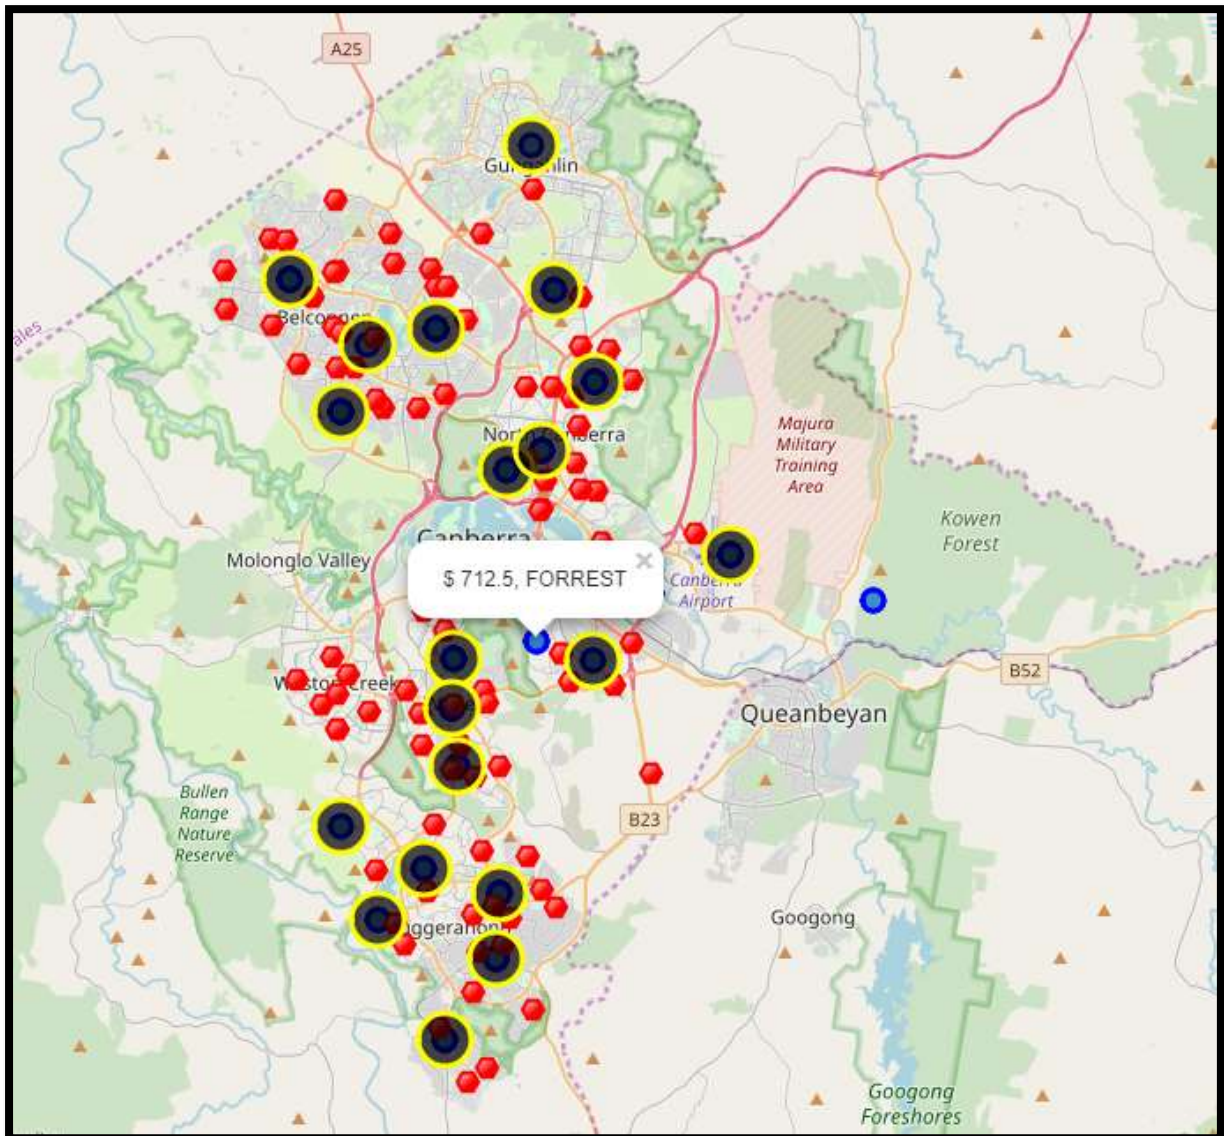 A25
Gungahlin
ales
Belconnen
North Canberra
Majura
Military
Training
Area
Kowen
Forest
Canberra
Molonglo Valley
×
$ 712.5, FORREST
Canberra
Airport
B52
Weston Creek
Queanbeyan
Bullen
Range
Nature
Reserve
B23
Googong
Tuggeranong
Googong
Foreshores